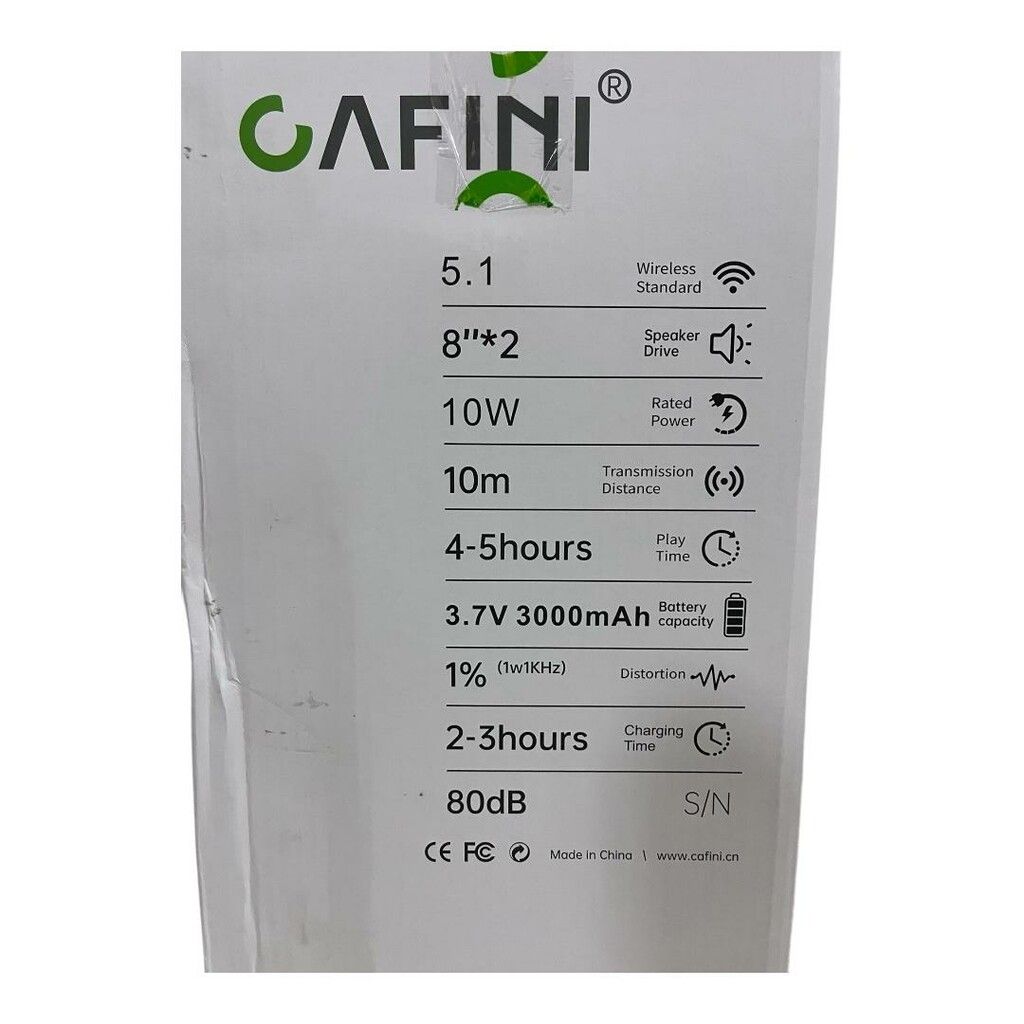 CAFINI®
5.1 Wireless Standard
8"*2 Speaker Drive
10W Rated Power
10m Transmission Distance
4-5hours Play Time
3.7V 3000mAh Battery capacity
1% (1w1KHz) Distortion
2-3hours Charging Time
80dB S/N
CE FC Made in China \ www.cafini.cn